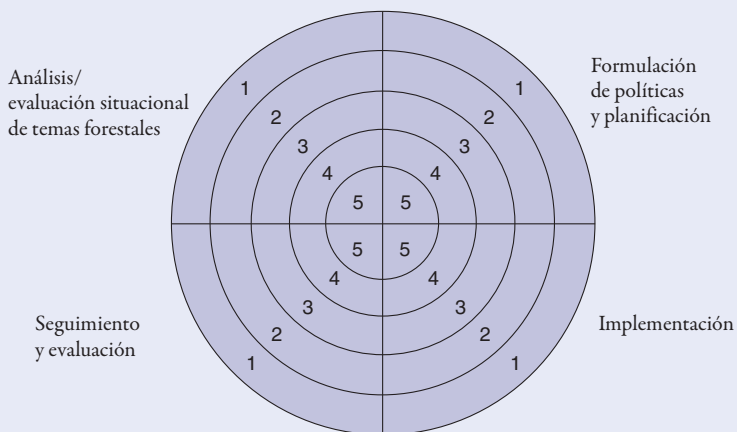 Análisis/
evaluación situacional
de temas forestales
Formulación
de políticas
y planificación
1 1
2 2
3 3
4 4
5 5
5 5
4 4
3 3
2 2
1 1
Seguimiento
y evaluación
Implementación